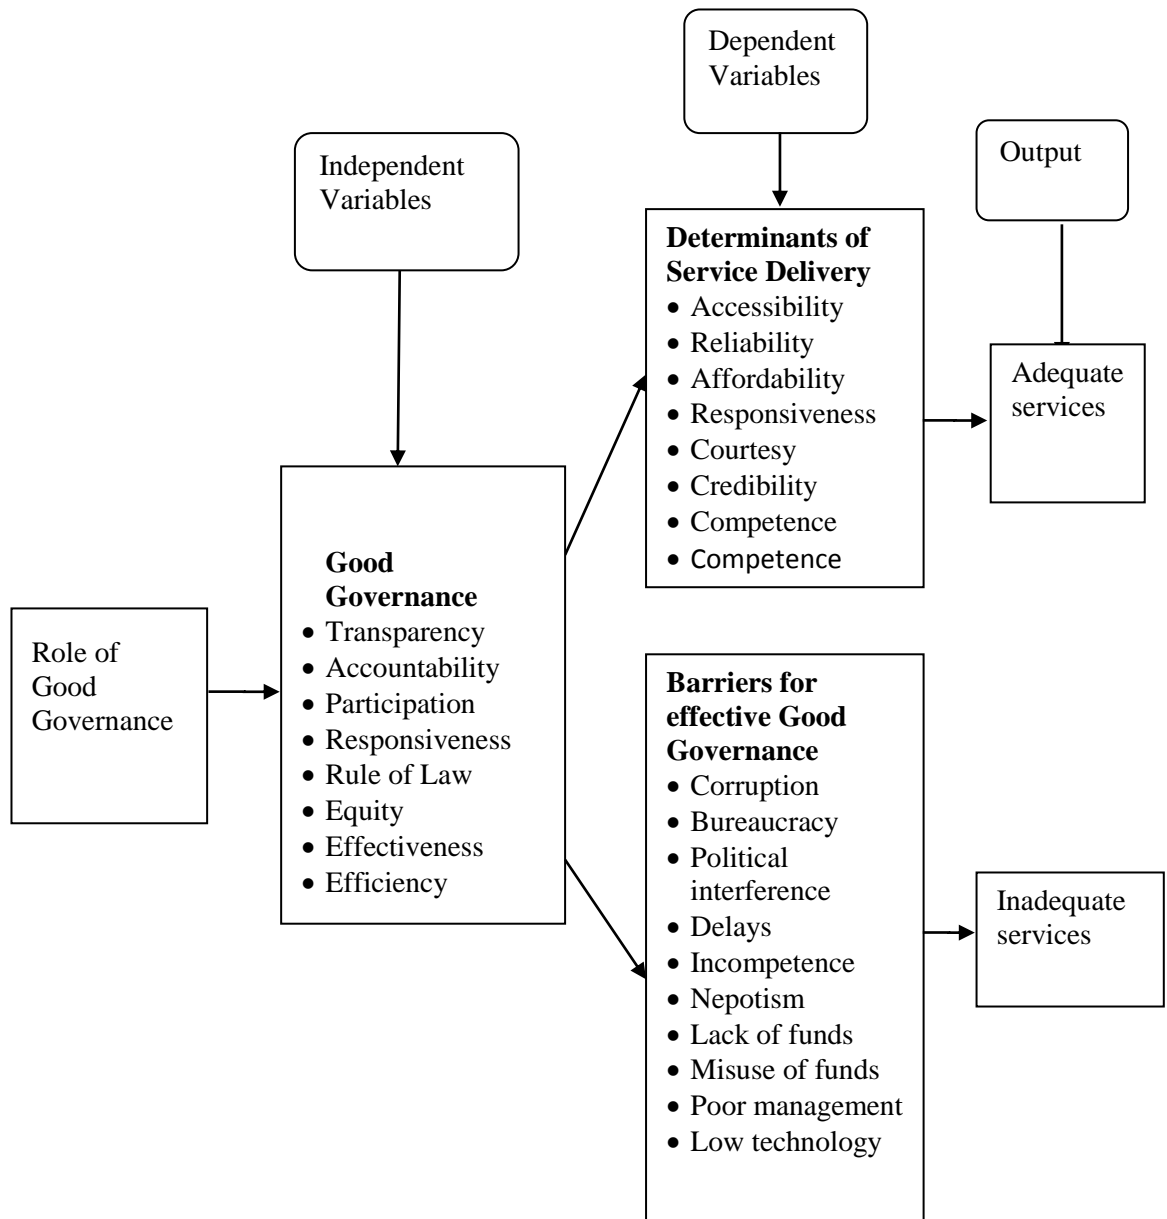 Dependent
Variables
Independent
Variables
Output
Determinants of
Service Delivery
• Accessibility
• Reliability
• Affordability
• Responsiveness
• Courtesy
• Credibility
• Competence
• Competence
Adequate
services
Good
Governance
• Transparency
• Accountability
• Participation
• Responsiveness
• Rule of Law
• Equity
• Effectiveness
• Efficiency
Role of
Good
Governance
Barriers for
effective Good
Governance
• Corruption
• Bureaucracy
• Political
interference
• Delays
• Incompetence
• Nepotism
• Lack of funds
• Misuse of funds
• Poor management
• Low technology
Inadequate
services